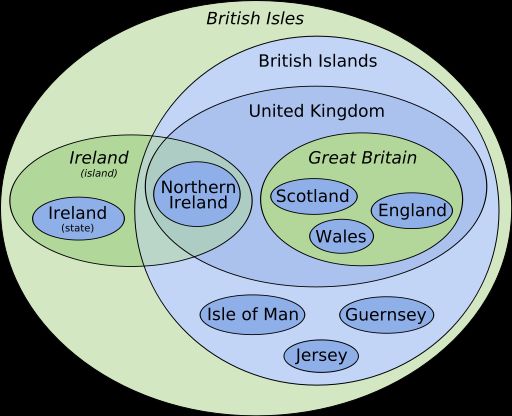 British Isles
British Islands
United Kingdom
Ireland
(island)
Great Britain
Northern
Ireland
Scotland
England
Ireland
(state)
Wales
Isle of Man
Guernsey
Jersey